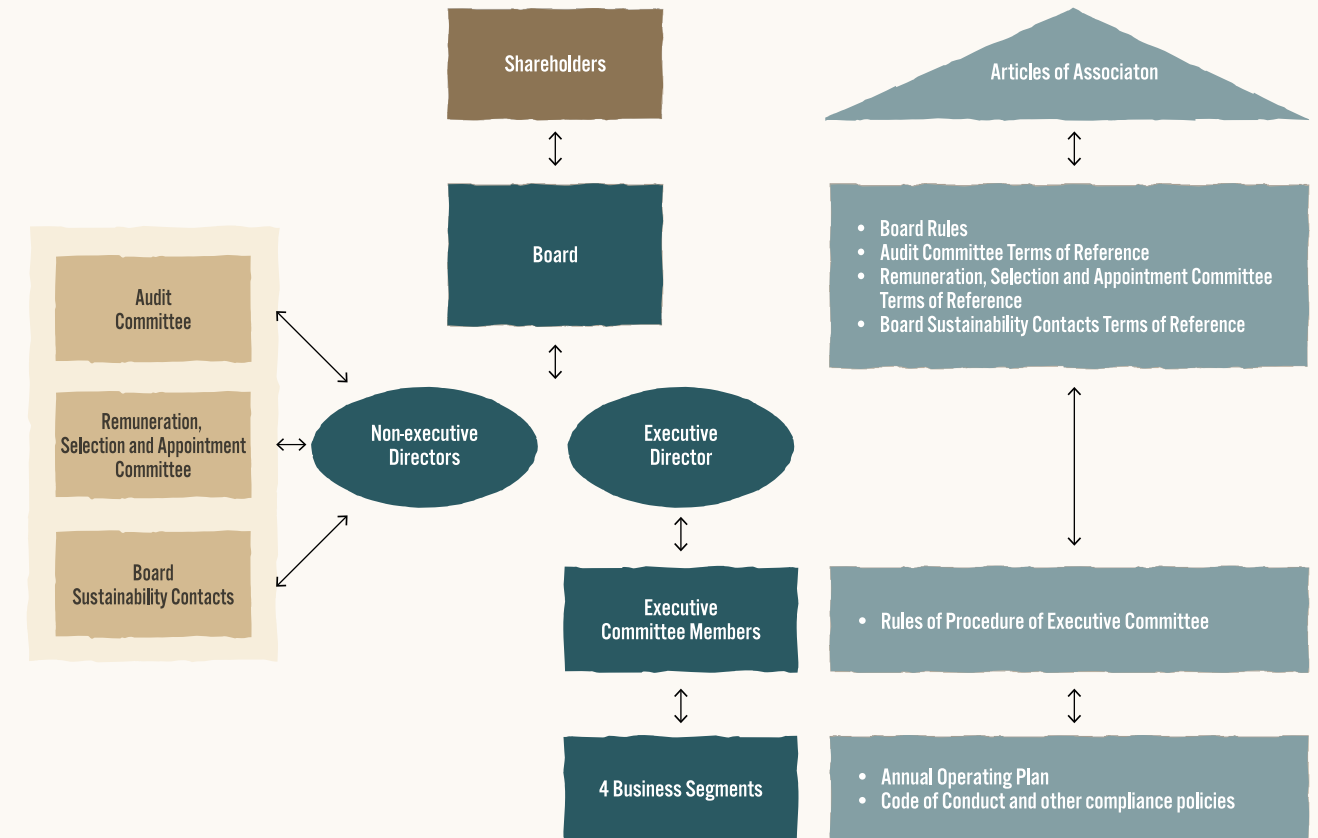 Shareholders
Articles of Associaton
Board
• Board Rules
• Audit Committee Terms of Reference
• Remuneration, Selection and Appointment Committee
Terms of Reference
• Board Sustainability Contacts Terms of Reference
Audit
Committee
Remuneration,
Selection and Appointment
Committee
Board
Sustainability Contacts
Non-executive
Directors
Executive
Director
Executive
Committee Members
• Rules of Procedure of Executive Committee
4 Business Segments
• Annual Operating Plan
• Code of Conduct and other compliance policies